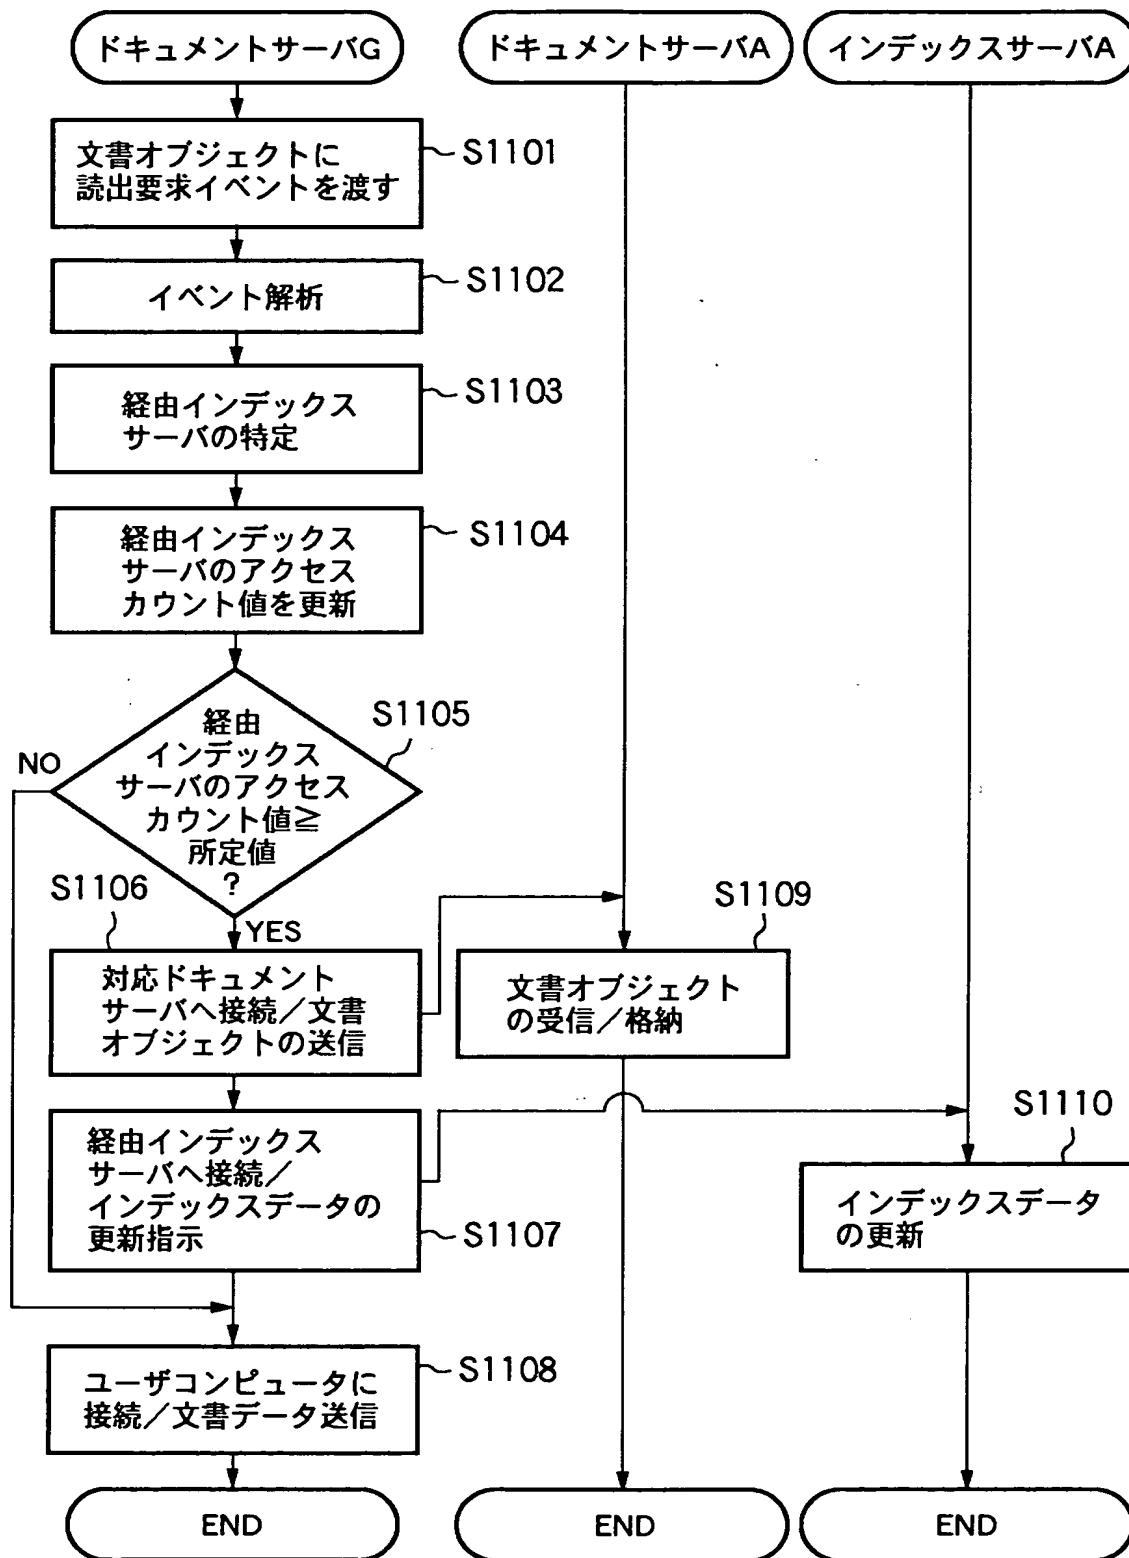 ドキュメントサーバG
ドキュメントサーバA
インデックスサーバA
文書オブジェクトに
読出要求イベントを渡す
S1101
イベント解析
S1102
経由インデックス
サーバの特定
S1103
経由インデックス
サーバのアクセス
カウント値を更新
S1104
経由
インデックス
サーバのアクセス
カウント値≧
所定値
?
S1105
NO
YES
S1106
対応ドキュメント
サーバへ接続/文書
オブジェクトの送信
S1109
文書オブジェクト
の受信/格納
経由インデックス
サーバへ接続/
インデックスデータの
更新指示
S1107
S1110
インデックスデータ
の更新
ユーザコンピュータに
接続/文書データ送信
S1108
END
END
END